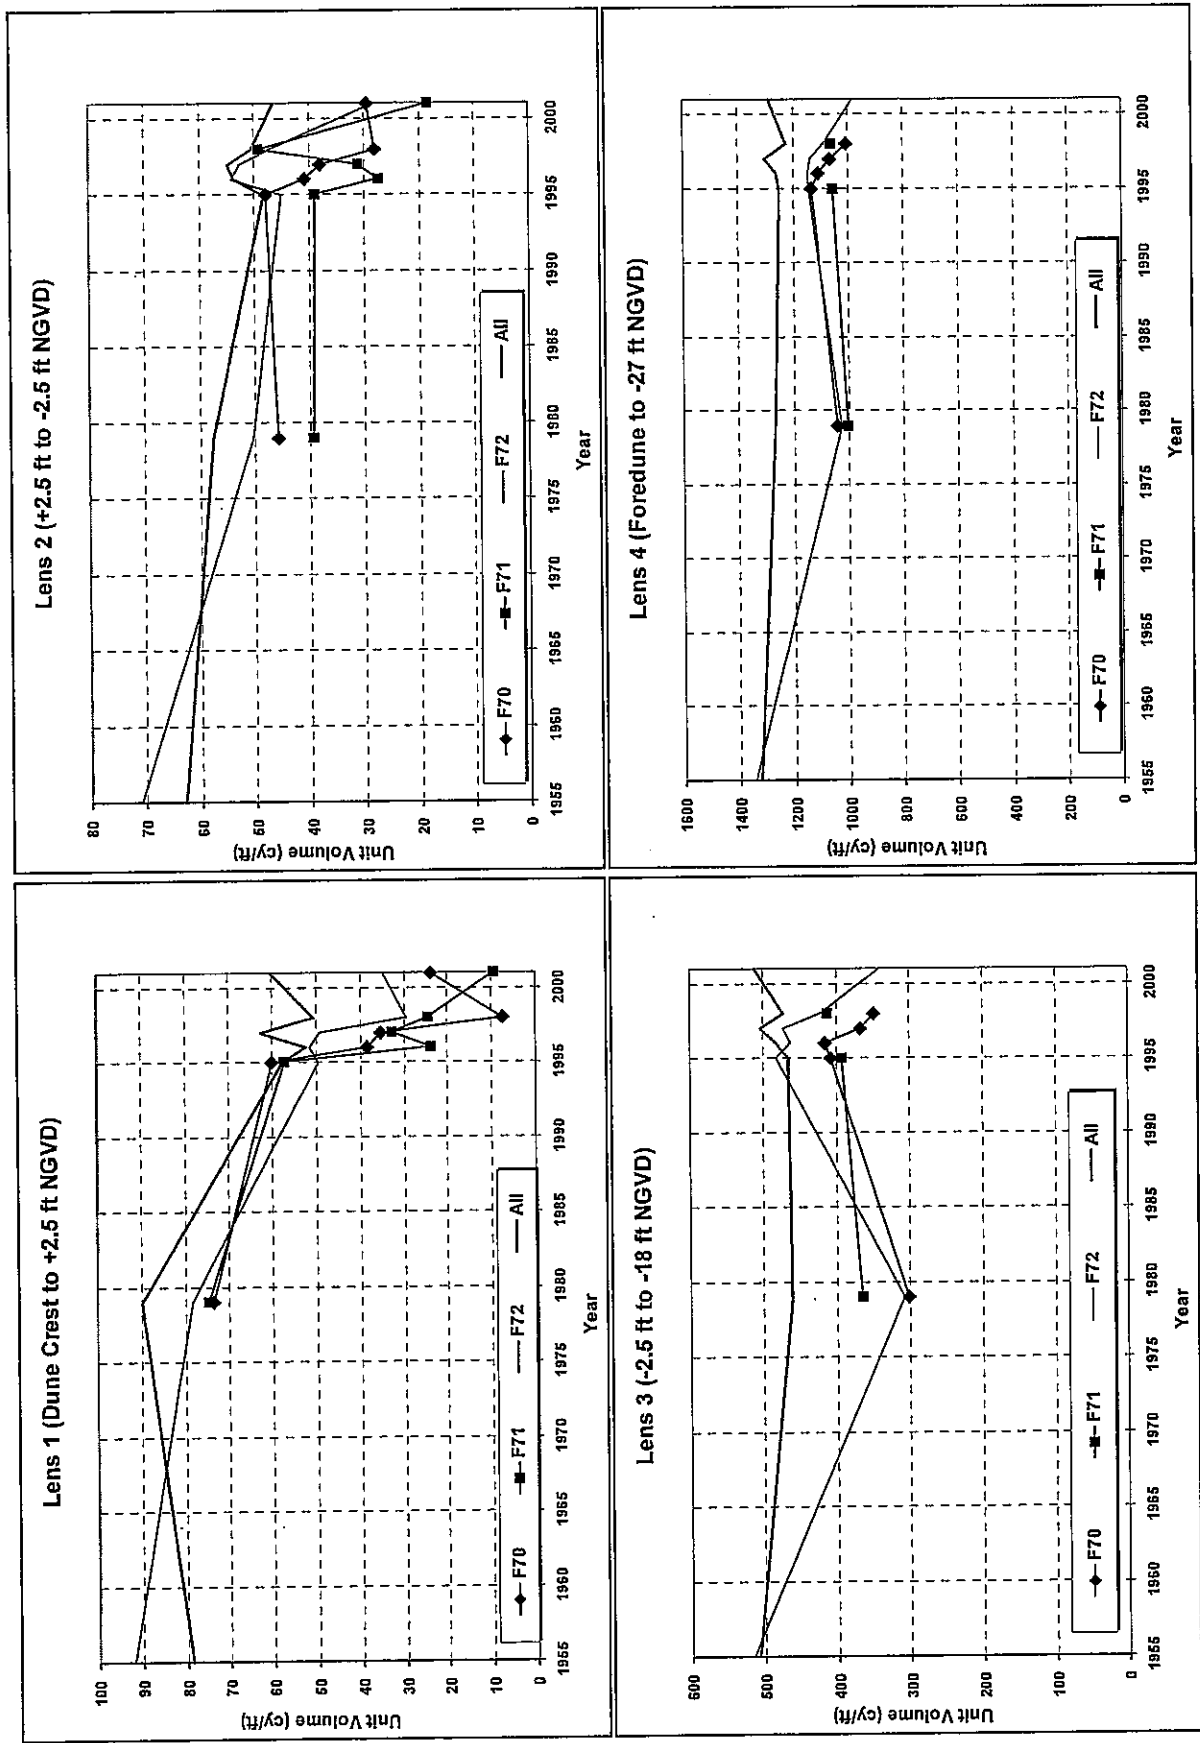 Lens 1 (Dune Crest to +2.5 ft NGVD)
Unit Volume (cy/ft)
100
90
80
70
60
50
40
30
20
10
0
1955 1960 1965 1970 1975 1980 1985 1990 1995 2000
Year
F70 F71 F72 All
Lens 2 (+2.5 ft to -2.5 ft NGVD)
Unit Volume (cy/ft)
80
70
60
50
40
30
20
10
0
1955 1960 1965 1970 1975 1980 1985 1990 1995 2000
Year
F70 F71 F72 All
Lens 3 (-2.5 ft to -18 ft NGVD)
Unit Volume (cy/ft)
600
500
400
300
200
100
0
1955 1960 1965 1970 1975 1980 1985 1990 1995 2000
Year
F70 F71 F72 All
Lens 4 (Foredune to -27 ft NGVD)
Unit Volume (cy/ft)
1600
1400
1200
1000
800
600
400
200
0
1955 1960 1965 1970 1975 1980 1985 1990 1995 2000
Year
F70 F71 F72 All